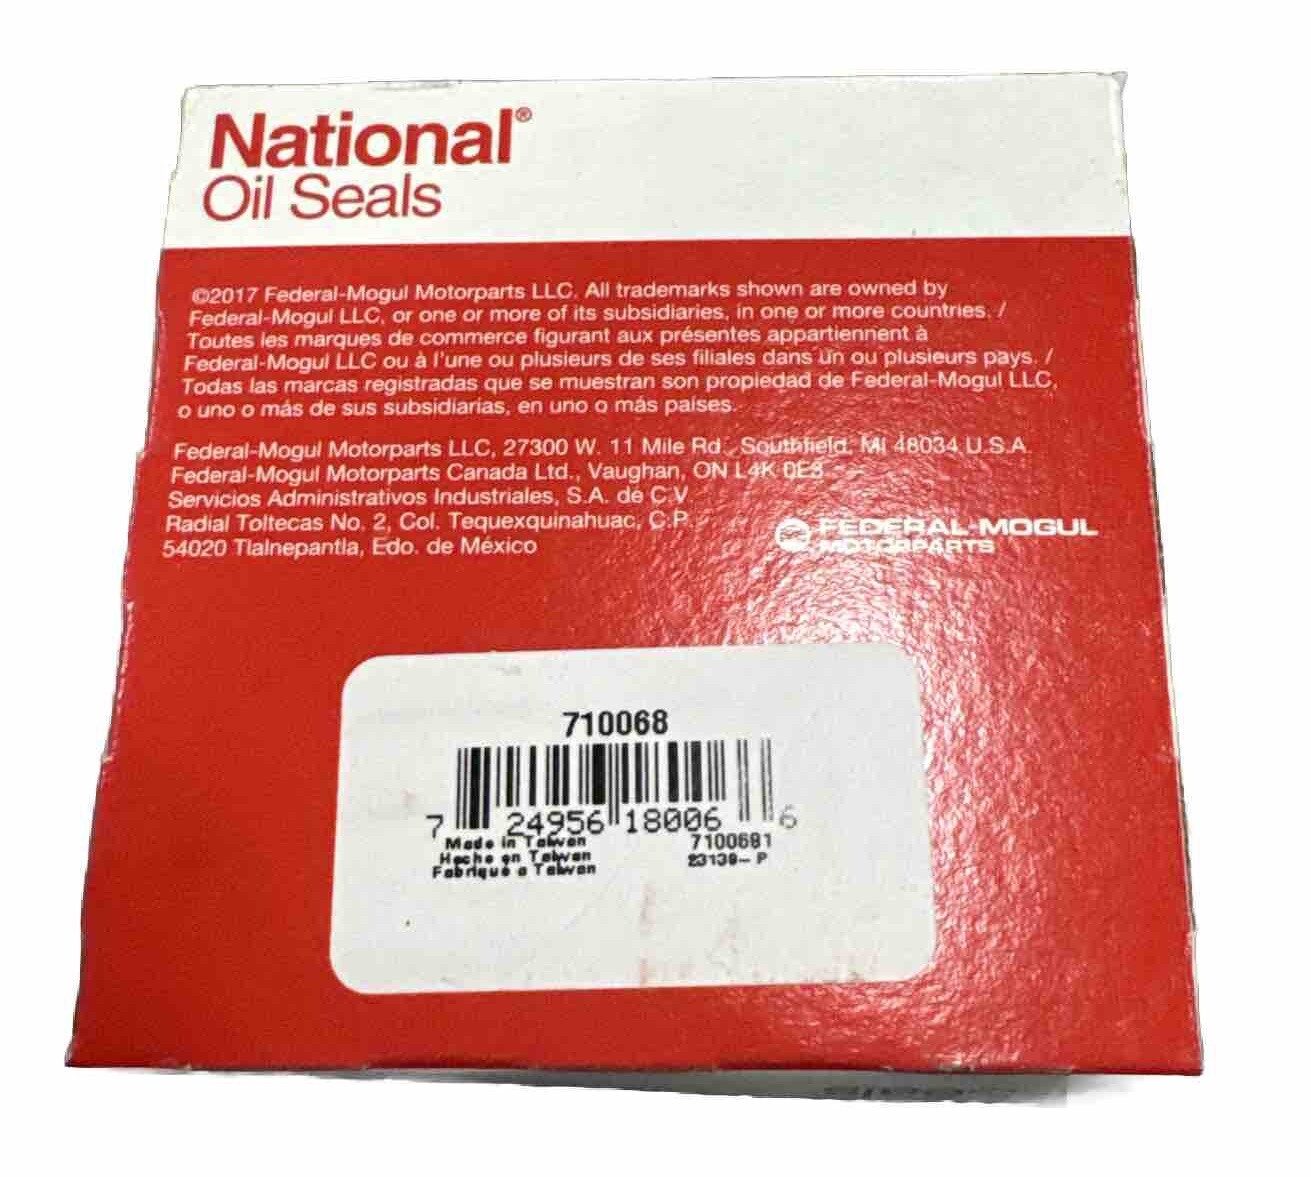 National®
Oil Seals
©2017 Federal-Mogul Motorparts LLC. All trademarks shown are owned by
Federal-Mogul LLC, or one or more of its subsidiaries, in one or more countries. /
Toutes les marques de commerce figurant aux présentes appartiennent à
Federal-Mogul LLC ou à l'une ou plusieurs de ses filiales dans un ou plusieurs pays. /
Todas las marcas registradas que se muestran son propiedad de Federal-Mogul LLC,
o uno o más de sus subsidiarias, en uno o más países.
Federal-Mogul Motorparts LLC, 27300 W. 11 Mile Rd. Southfield, MI 48034 U.S.A.
Federal-Mogul Motorparts Canada Ltd., Vaughan, ON L4K 0E3
Servicios Administrativos Industriales, S.A. de C.V.
Radial Toltecas No. 2, Col. Tequexquinahuac, C.P.
54020 Tlalnepantla, Edo. de México
FEDERAL-MOGUL
MOTORPARTS
710068
7 24956 18006 6
Made in Taiwan
Hecho en Taiwan
Fabrique a Taiwan
7100681
23139- P